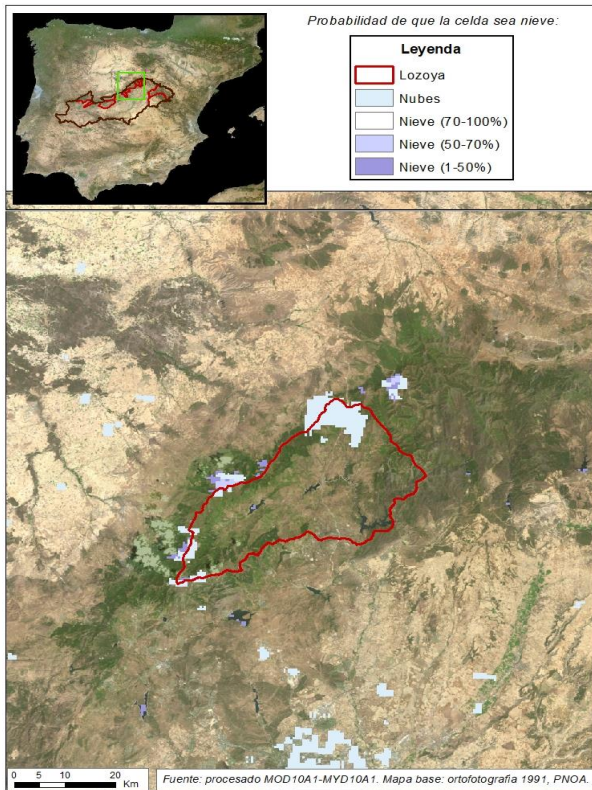 Probabilidad de que la celda sea nieve:
Leyenda
Lozoya
Nubes
Nieve (70-100%)
Nieve (50-70%)
Nieve (1-50%)
0 5 10 20
Km
Fuente: procesado MOD10A1-MYD10A1. Mapa base: ortofotografia 1991, PNOA.